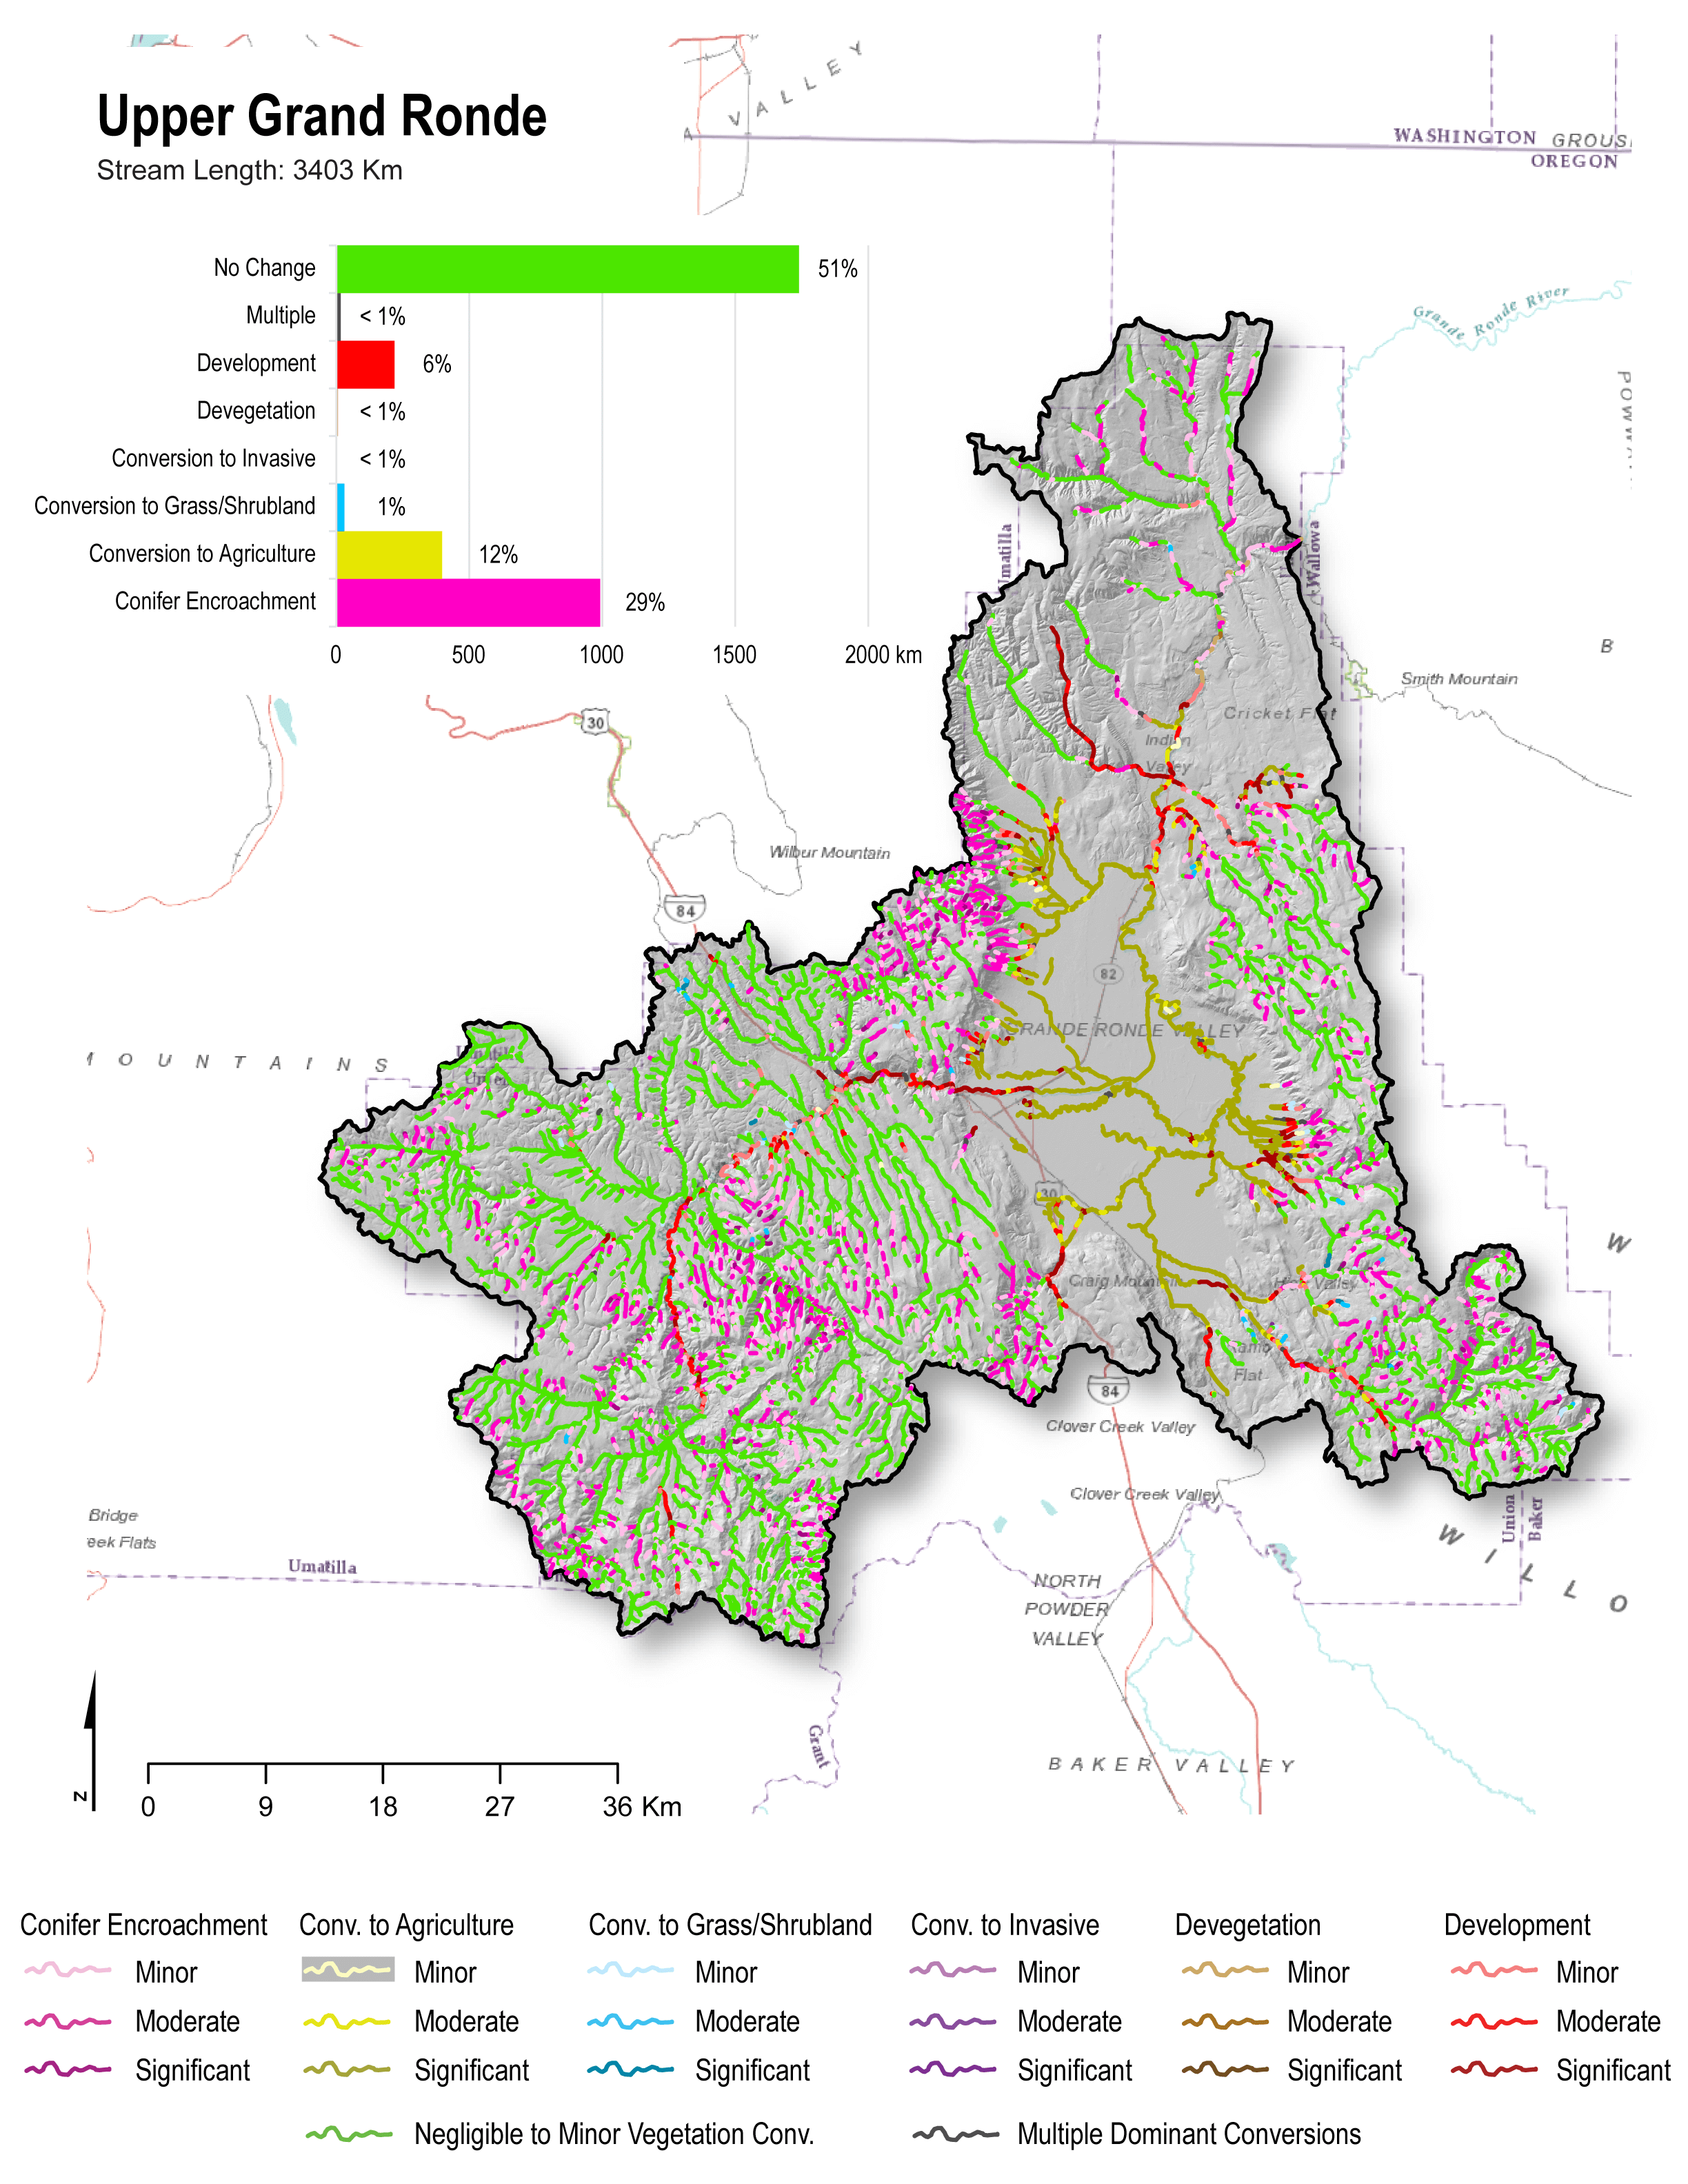 Upper Grand Ronde
Stream Length: 3403 Km
VALLEY
WASHINGTON
OREGON
Grande Ronde River
No Change 51%
Multiple < 1%
Development 6%
Devegetation < 1%
Conversion to Invasive < 1%
Conversion to Grass/Shrubland 1%
Conversion to Agriculture 12%
Conifer Encroachment 29%
0 500 1000 1500 2000 km
Umatilla
Wallowa
B
Smith Mountain
30
Cricket Flat
Indian
Valley
Wilbur Mountain
84
82
GRANDE RONDE VALLEY
MOUNTAINS
30
W
Craig Mountain
High Valley
Flat
84
Clover Creek Valley
Clover Creek Valley
Bridge
reek Flats
Umatilla
Union
Baker
WILLO
NORTH
POWDER
VALLEY
Grant
BAKER VALLEY
N
0 9 18 27 36 Km
Conifer Encroachment Conv. to Agriculture Conv. to Grass/Shrubland Conv. to Invasive Devegetation Development
Minor Minor Minor Minor Minor Minor
Moderate Moderate Moderate Moderate Moderate Moderate
Significant Significant Significant Significant Significant Significant
Negligible to Minor Vegetation Conv. Multiple Dominant Conversions